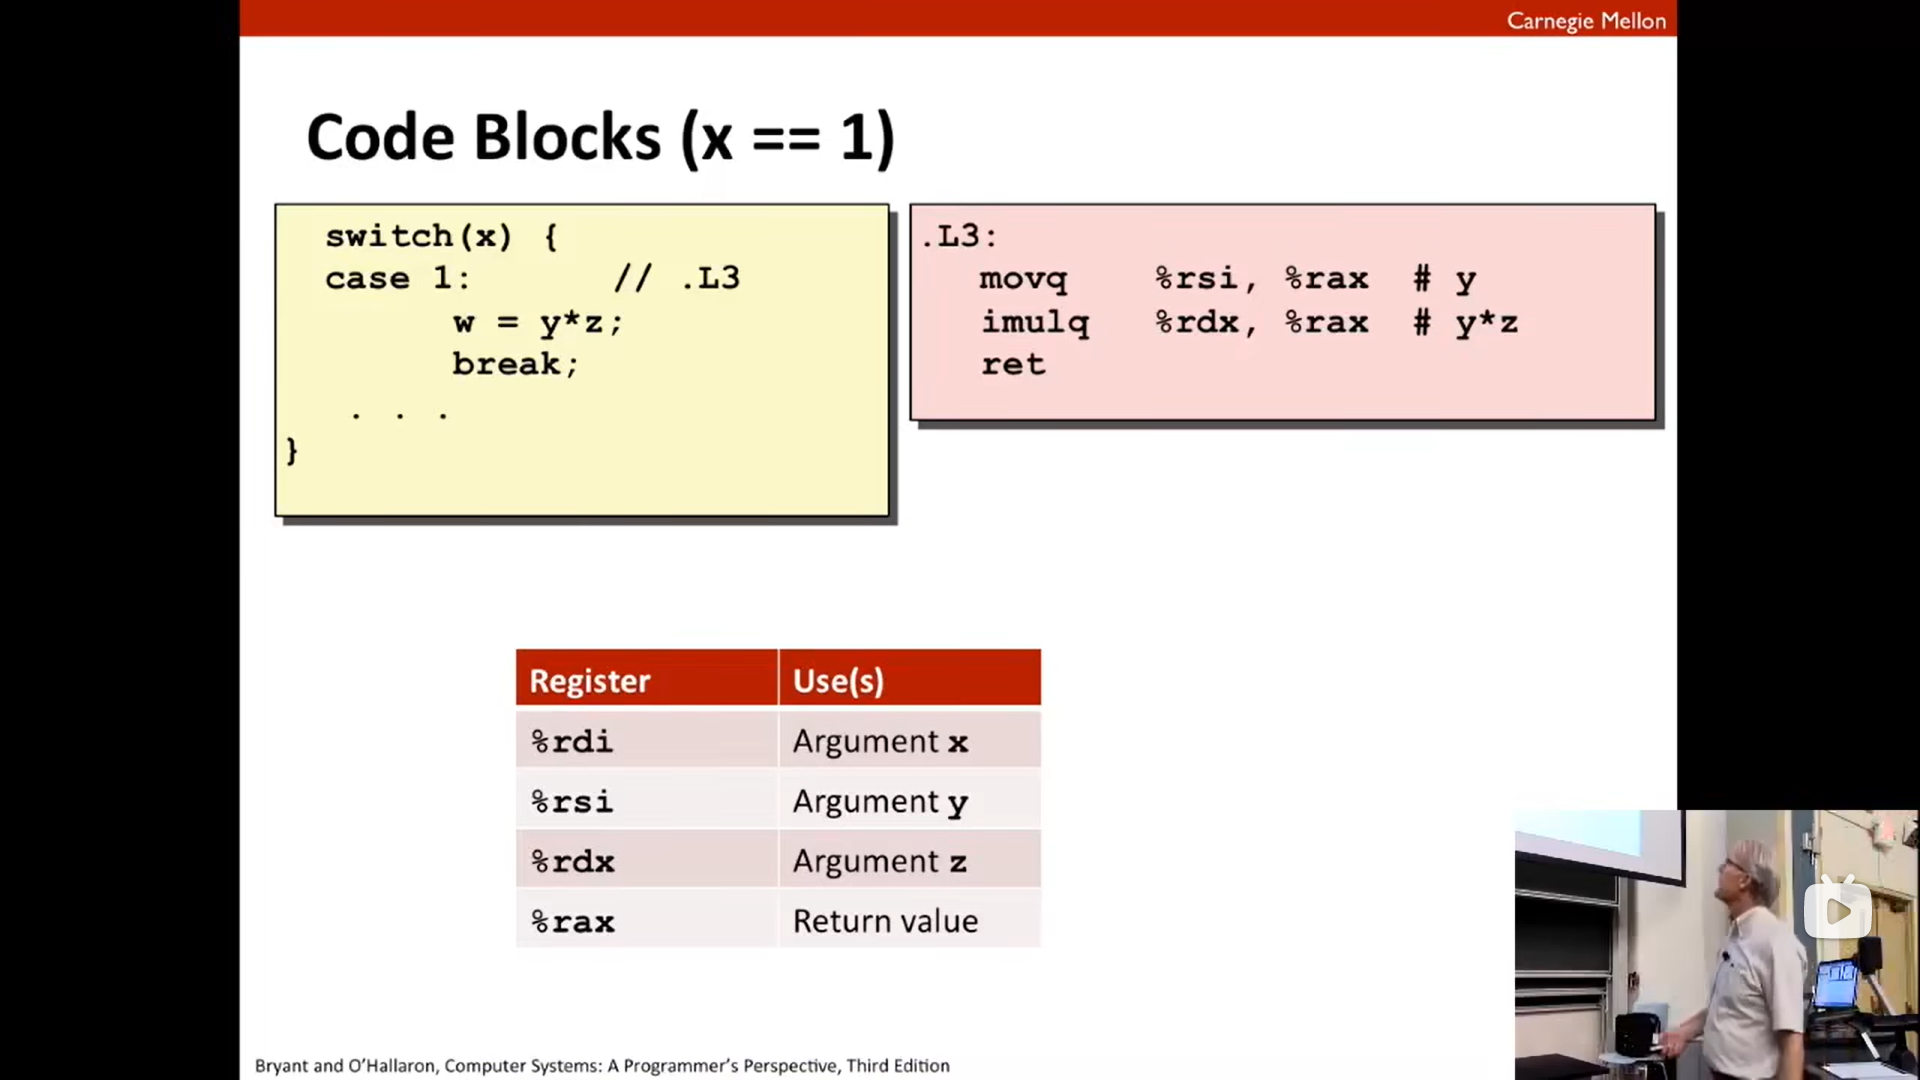 Carnegie Mellon
Code Blocks (x == 1)
switch(x) {
case 1:      // .L3
w = y*z;
break;
. . .
}
.L3:
movq    %rsi, %rax  # y
imulq   %rdx, %rax  # y*z
ret
Register Use(s)
%rdi Argument x
%rsi Argument y
%rdx Argument z
%rax Return value
Bryant and O’Hallaron, Computer Systems: A Programmer’s Perspective, Third Edition